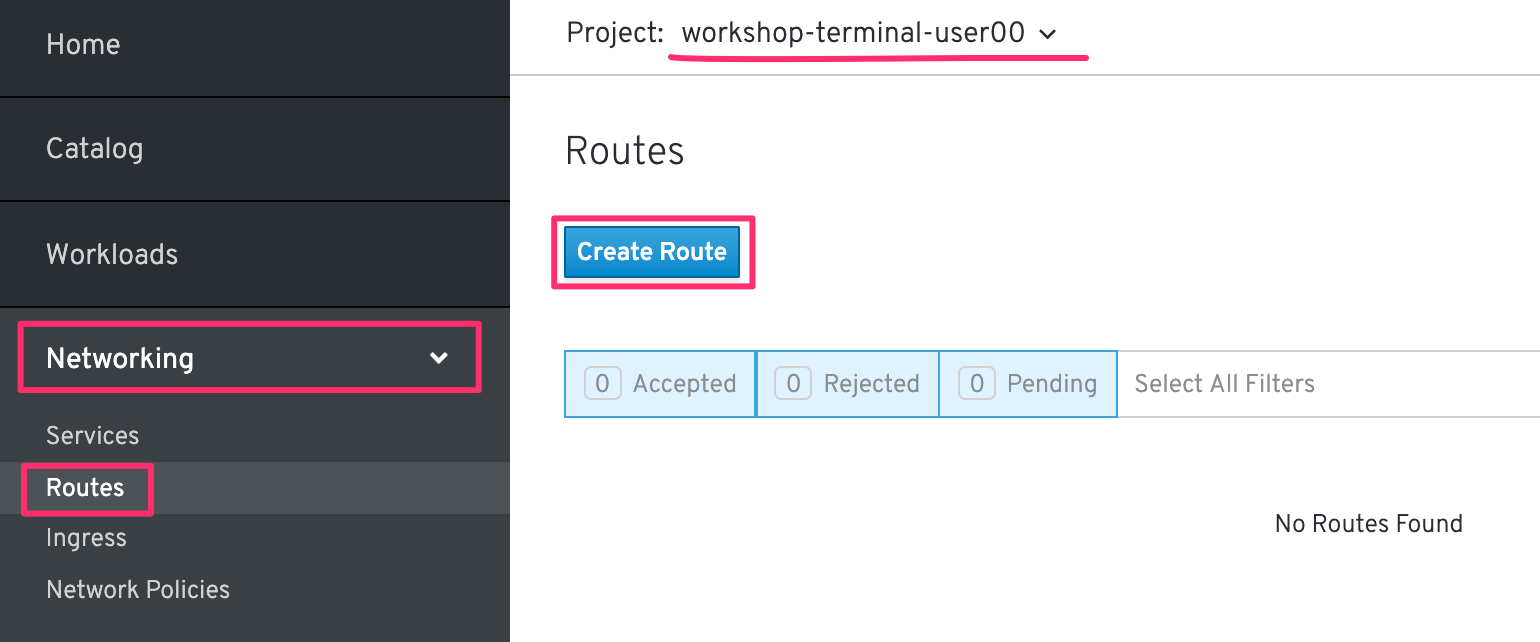 Home
Catalog
Workloads
Networking
Services
Routes
Ingress
Network Policies
Project: workshop-terminal-user00
Routes
Create Route
0 Accepted 0 Rejected 0 Pending Select All Filters
No Routes Found